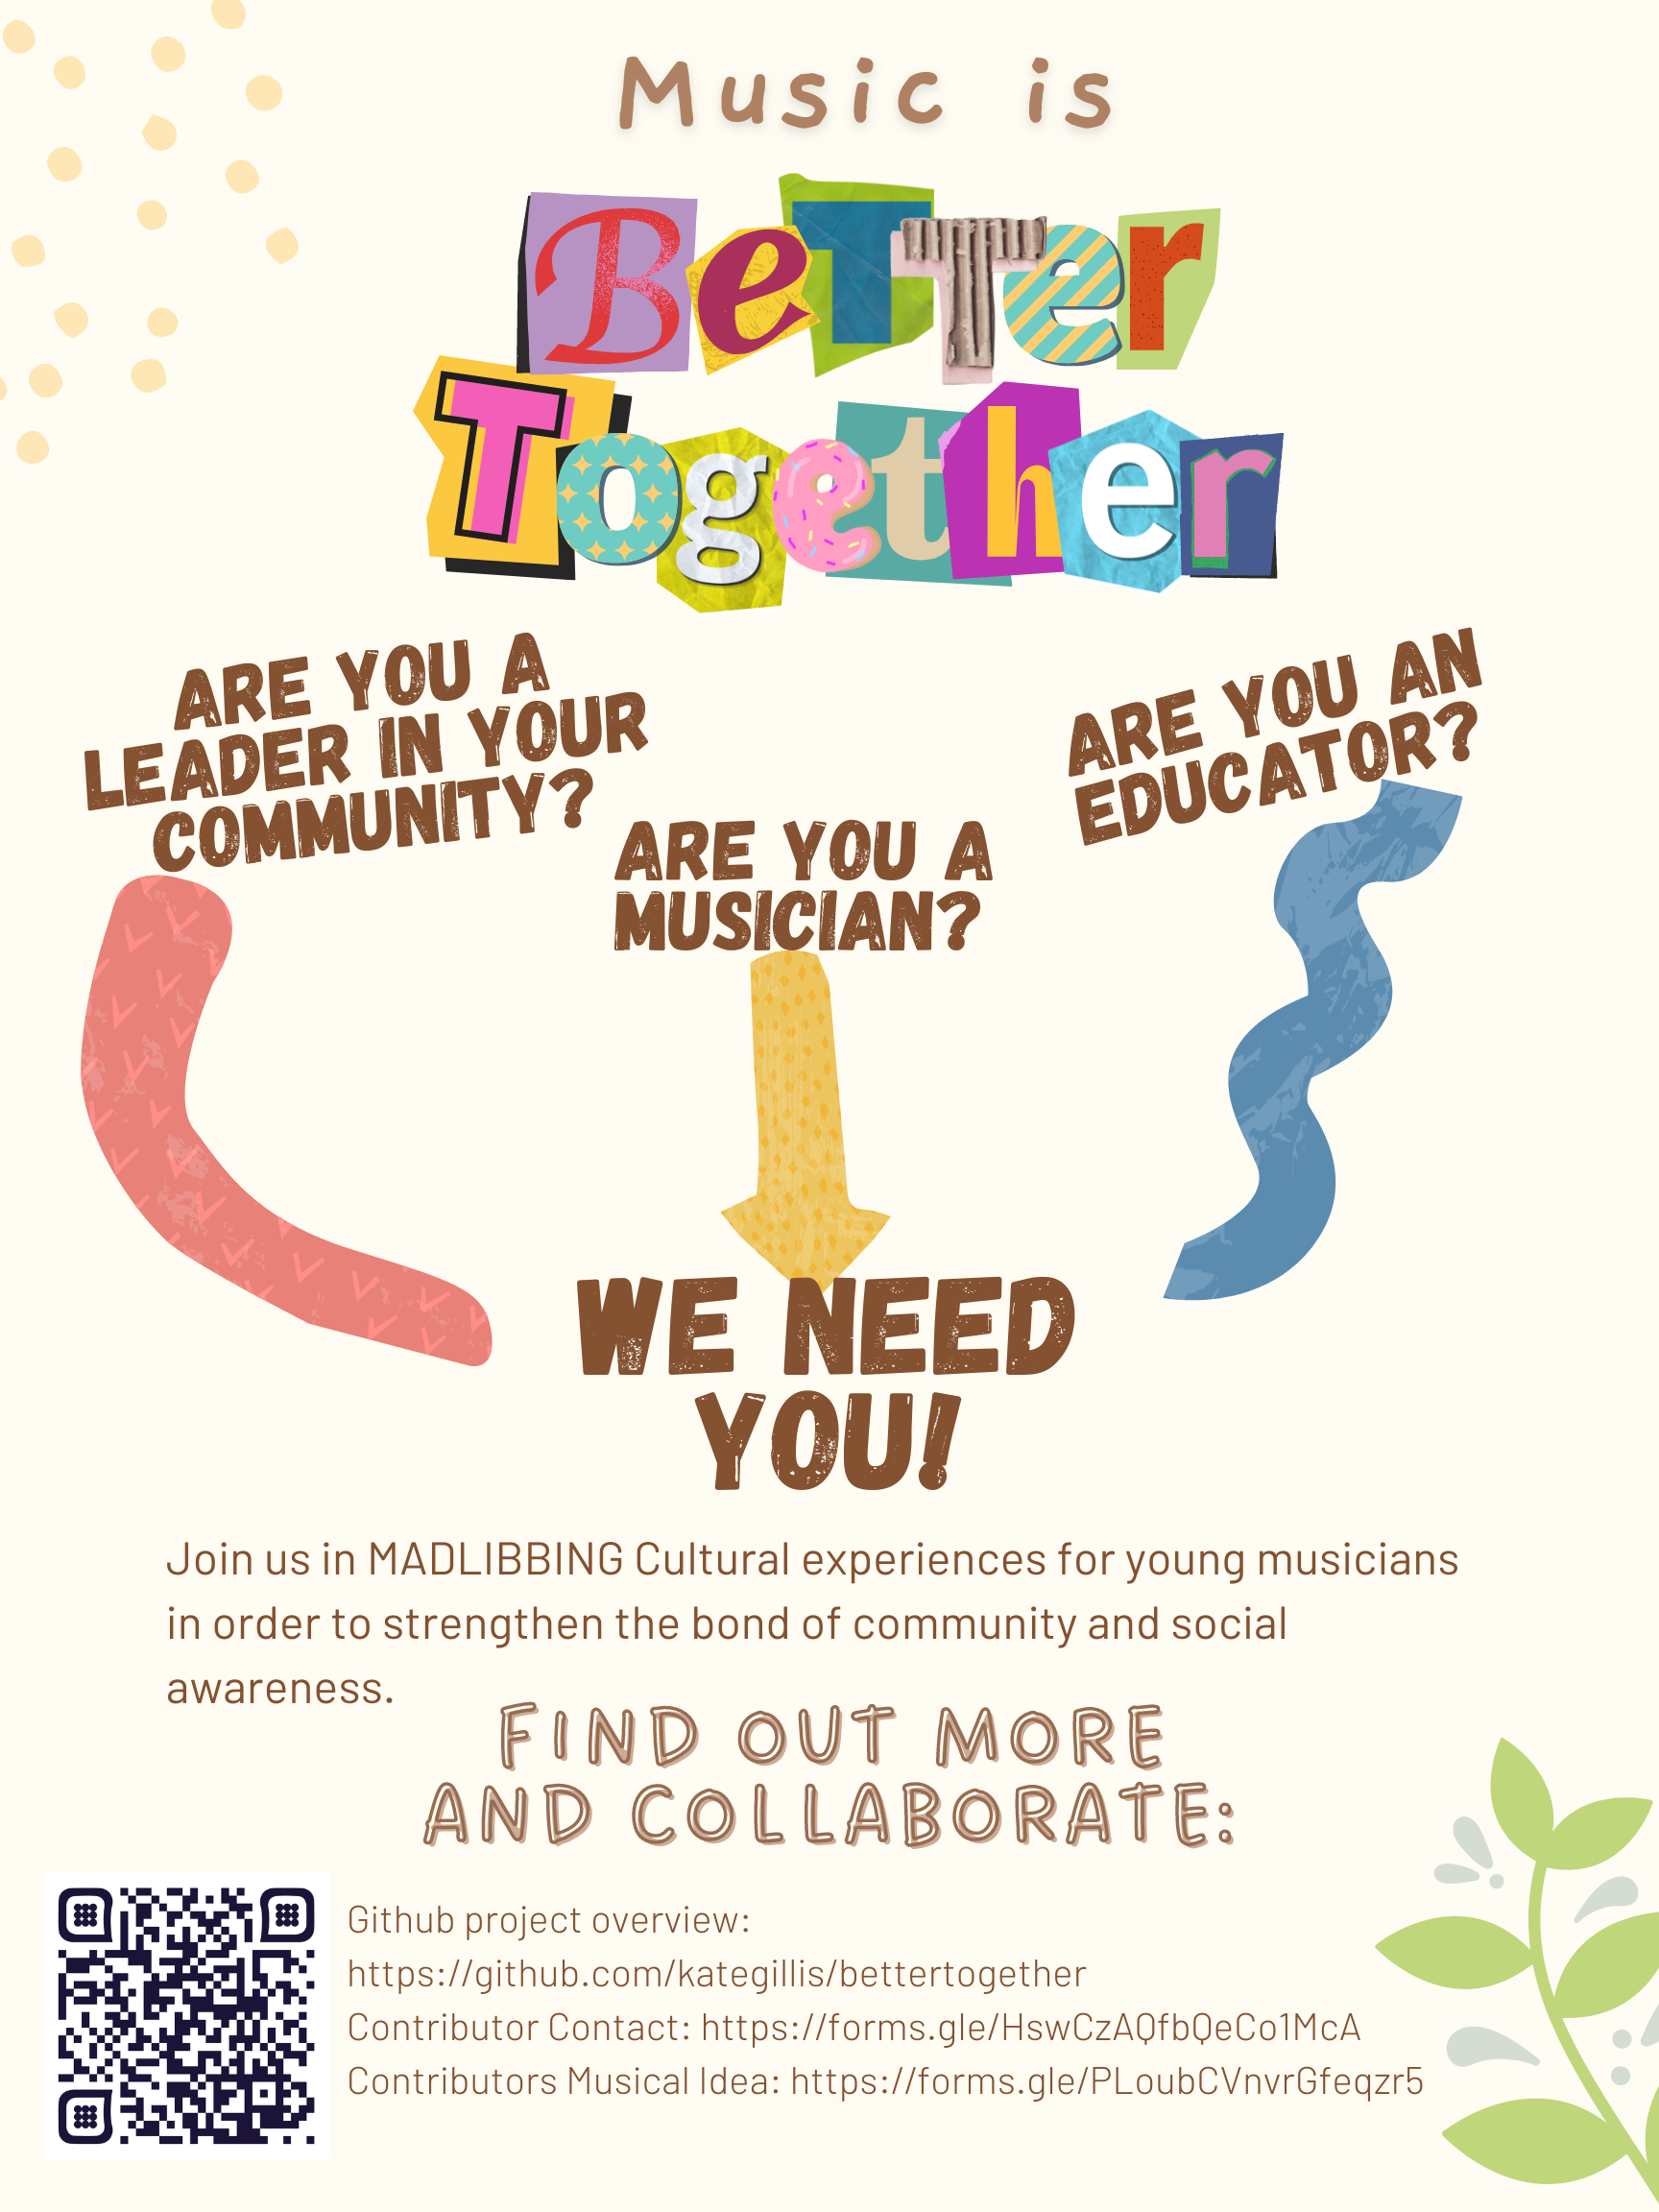 Music is
BeTTer
Together
ARE YOU A
LEADER IN YOUR
COMMUNITY?
ARE YOU AN
EDUCATOR?
ARE YOU A
MUSICIAN?
WE NEED
YOU!
Join us in MADLIBBING Cultural experiences for young musicians
in order to strengthen the bond of community and social
awareness.
FIND OUT MORE
AND COLLABORATE:
Github project overview:
https://github.com/kategillis/bettertogether
Contributor Contact: https://forms.gle/HswCzAQfbQeCo1McA
Contributors Musical Idea: https://forms.gle/PLoubCVnvrGfeqzr5